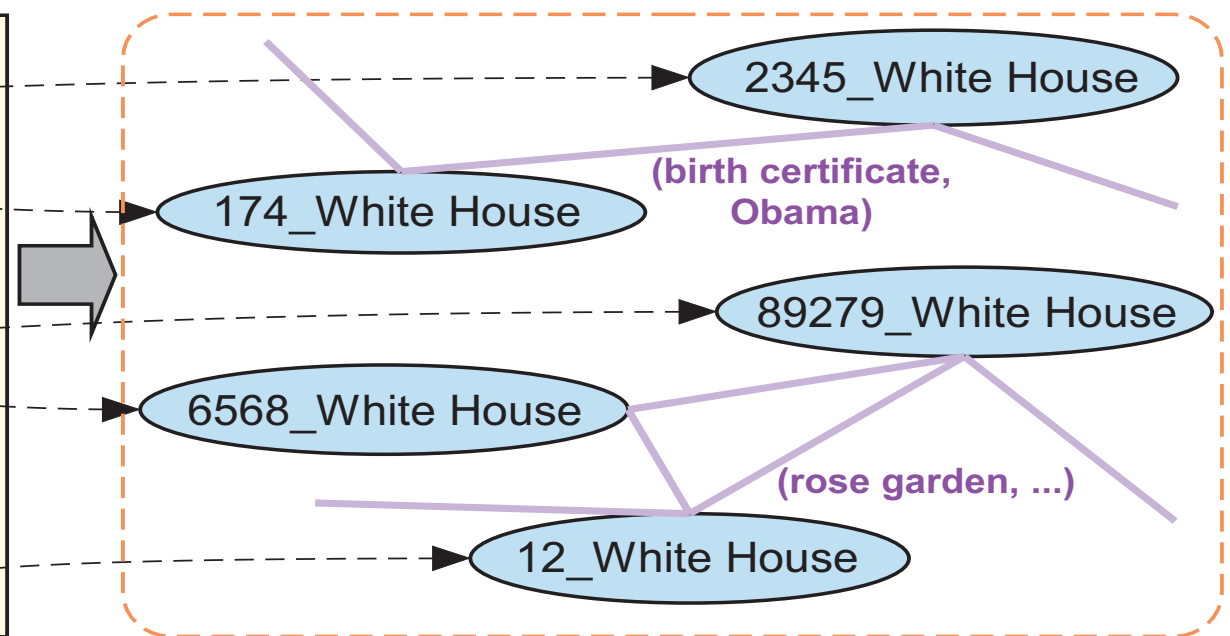 2345_White House
(birth certificate,
Obama)
174_White House
89279_White House
6568_White House
(rose garden, ...)
12_White House